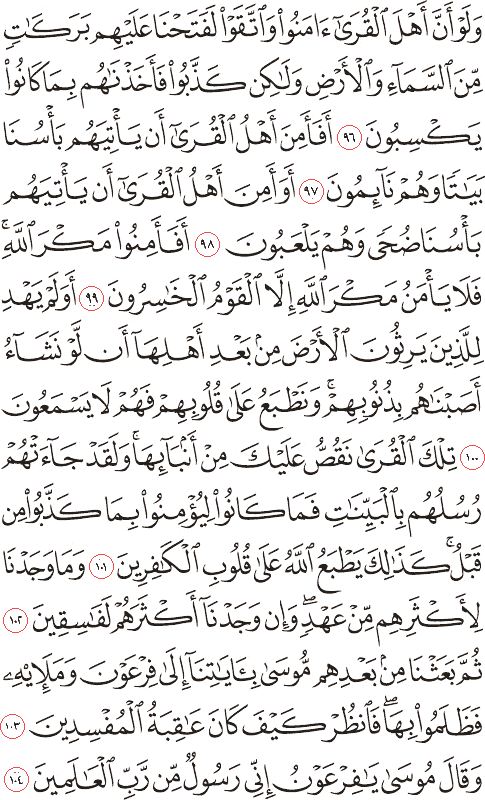 وَلَوْ أَنَّ أَهْلَ ٱلْقُرَىٰٓ ءَامَنُوا۟ وَٱتَّقَوْا۟ لَفَتَحْنَا عَلَيْهِم بَرَكَٰتٍ
مِّنَ ٱلسَّمَآءِ وَٱلْأَرْضِ وَلَٰكِن كَذَّبُوا۟ فَأَخَذْنَٰهُم بِمَا كَانُوا۟
يَكْسِبُونَ ٩٦ أَفَأَمِنَ أَهْلُ ٱلْقُرَىٰٓ أَن يَأْتِيَهُم بَأْسُنَا
بَيَٰتًا وَهُمْ نَآئِمُونَ ٩٧ أَوَأَمِنَ أَهْلُ ٱلْقُرَىٰٓ أَن يَأْتِيَهُم
بَأْسُنَا ضُحًى وَهُمْ يَلْعَبُونَ ٩٨ أَفَأَمِنُوا۟ مَكْرَ ٱللَّهِ ۚ
فَلَا يَأْمَنُ مَكْرَ ٱللَّهِ إِلَّا ٱلْقَوْمُ ٱلْخَٰسِرُونَ ٩٩ أَوَلَمْ يَهْدِ
لِلَّذِينَ يَرِثُونَ ٱلْأَرْضَ مِنۢ بَعْدِ أَهْلِهَآ أَن لَّوْ نَشَآءُ
أَصَبْنَٰهُم بِذُنُوبِهِمْ ۚ وَنَطْبَعُ عَلَىٰ قُلُوبِهِمْ فَهُمْ لَا يَسْمَعُونَ
١٠٠ تِلْكَ ٱلْقُرَىٰ نَقُصُّ عَلَيْكَ مِنْ أَنۢبَآئِهَا ۚ وَلَقَدْ جَآءَتْهُمْ
رُسُلُهُم بِٱلْبَيِّنَٰتِ فَمَا كَانُوا۟ لِيُؤْمِنُوا۟ بِمَا كَذَّبُوا۟ مِن
قَبْلُ ۚ كَذَٰلِكَ يَطْبَعُ ٱللَّهُ عَلَىٰ قُلُوبِ ٱلْكَٰفِرِينَ ١٠١ وَمَا وَجَدْنَا
لِأَكْثَرِهِم مِّنْ عَهْدٍ ۖ وَإِن وَجَدْنَآ أَكْثَرَهُمْ لَفَٰسِقِينَ ١٠٢
ثُمَّ بَعَثْنَا مِنۢ بَعْدِهِم مُّوسَىٰ بِـَٔايَٰتِنَآ إِلَىٰ فِرْعَوْنَ وَمَلَإِي۟هِۦ
فَظَلَمُوا۟ بِهَا ۖ فَٱنظُرْ كَيْفَ كَانَ عَٰقِبَةُ ٱلْمُفْسِدِينَ ١٠٣
وَقَالَ مُوسَىٰ يَٰفِرْعَوْنُ إِنِّى رَسُولٌ مِّن رَّبِّ ٱلْعَٰلَمِينَ ١٠٤